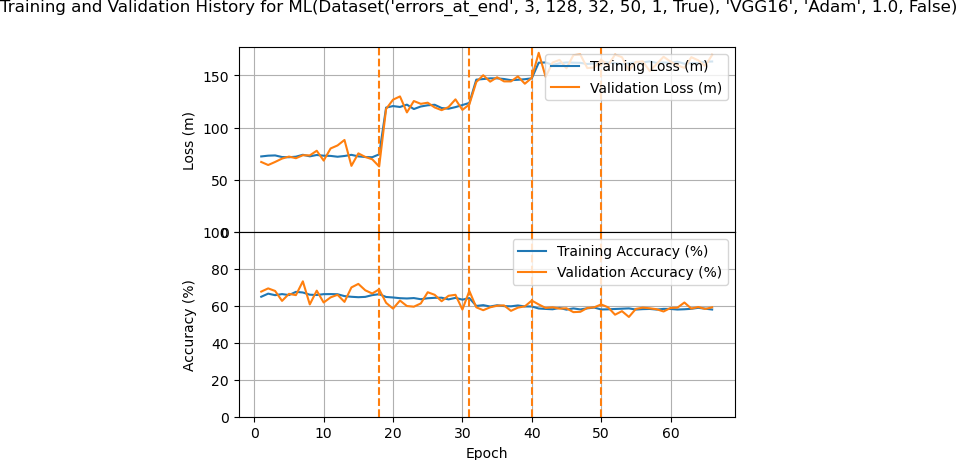 Training and Validation History for ML(Dataset('errors_at_end', 3, 128, 32, 50, 1, True), 'VGG16', 'Adam', 1.0, False)
150
100
50
0
Loss (m)
Training Loss (m)
Validation Loss (m)
100
80
60
40
20
0
Accuracy (%)
Training Accuracy (%)
Validation Accuracy (%)
0 10 20 30 40 50 60
Epoch